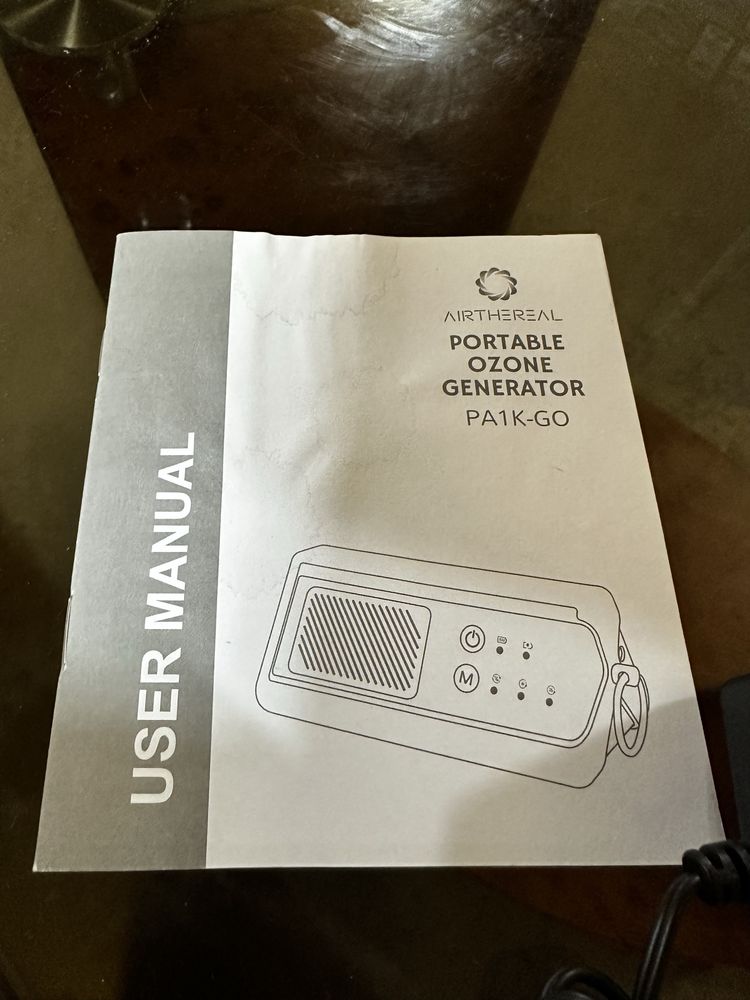 AIRTHEREAL
PORTABLE
OZONE
GENERATOR
PA1K-GO
USER MANUAL
M